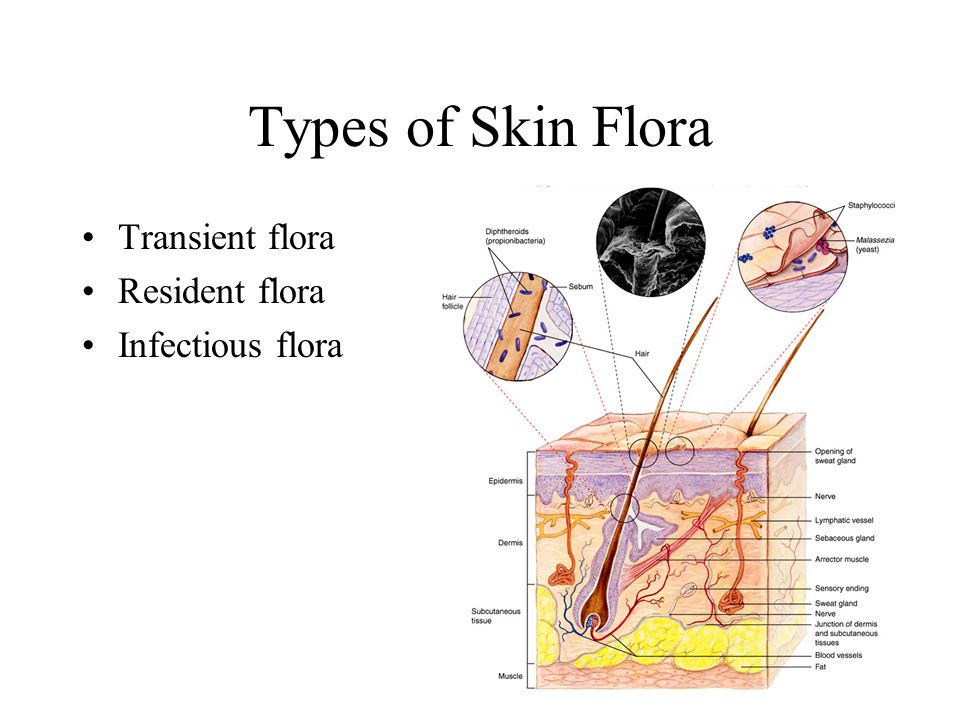 Types of Skin Flora
• Transient flora
• Resident flora
• Infectious flora
Diphtheroids
(propionibacteria)
Hair
follicle
Sebum
Hair
Staphylococci
Malassezia
(yeast)
Epidermis
Dermis
Subcutaneous
tissue
Muscle
Opening of
sweat gland
Nerve
Lymphatic vessel
Sebaceous gland
Arrector muscle
Sensory ending
Sweat gland
Nerve
Junction of dermis
and subcutaneous
tissues
Blood vessels
Fat